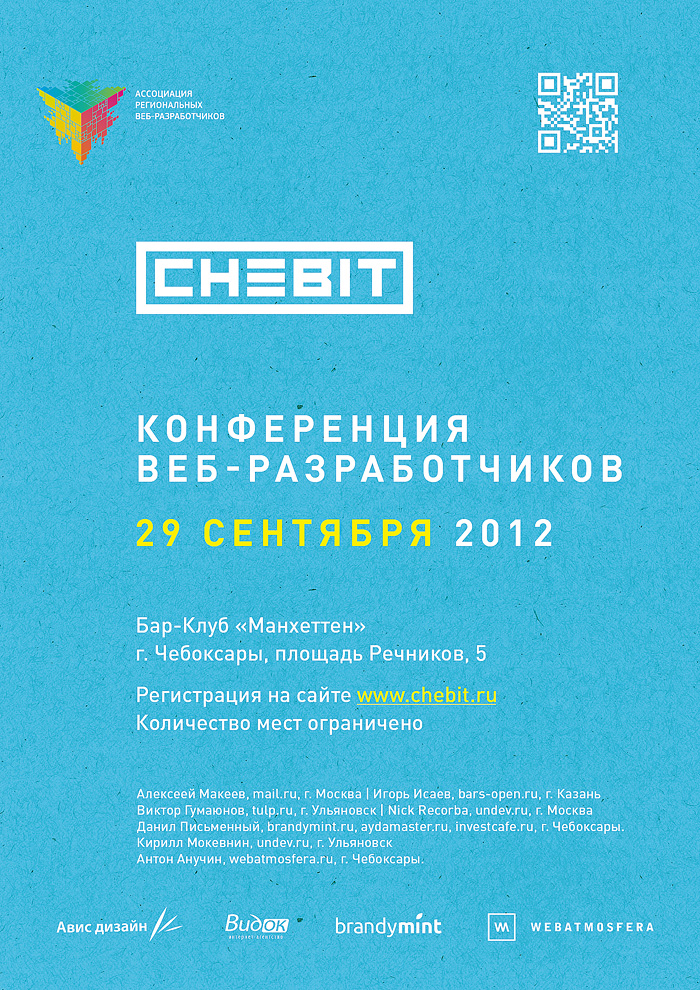 АССОЦИАЦИЯ
РЕГИОНАЛЬНЫХ
ВЕБ-РАЗРАБОТЧИКОВ
CHEBIT
КОНФЕРЕНЦИЯ
ВЕБ-РАЗРАБОТЧИКОВ
29 СЕНТЯБРЯ 2012
Бар-Клуб «Манхеттен»
г. Чебоксары, площадь Речников, 5
Регистрация на сайте www.chebit.ru
Количество мест ограничено
Алексеей Макеев, mail.ru, г. Москва | Игорь Исаев, bars-open.ru, г. Казань
Виктор Гумаюнов, tulp.ru, г. Ульяновск | Nick Recorba, undev.ru, г. Москва
Данил Письменный, brandymint.ru, aydamaster.ru, investcafe.ru, г. Чебоксары.
Кирилл Мокевнин, undev.ru, г. Ульяновск
Антон Анучин, webatmosfera.ru, г. Чебоксары.
Авис дизайн
Видок
интернет-агентство
brandymint
WEBATMOSFERA